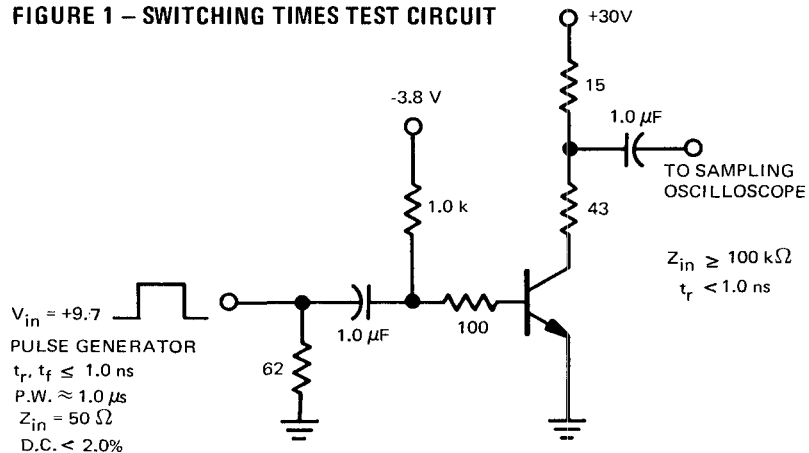 FIGURE 1 – SWITCHING TIMES TEST CIRCUIT
+30V
15
-3.8 V
1.0 µF
TO SAMPLING
OSCILLOSCOPE
1.0 k
43
Z_in ≥ 100 kΩ
t_r < 1.0 ns
V_in = +9.7
1.0 µF
100
PULSE GENERATOR
62
t_r, t_f ≤ 1.0 ns
P.W. ≈ 1.0 µs
Z_in = 50 Ω
D.C. < 2.0%